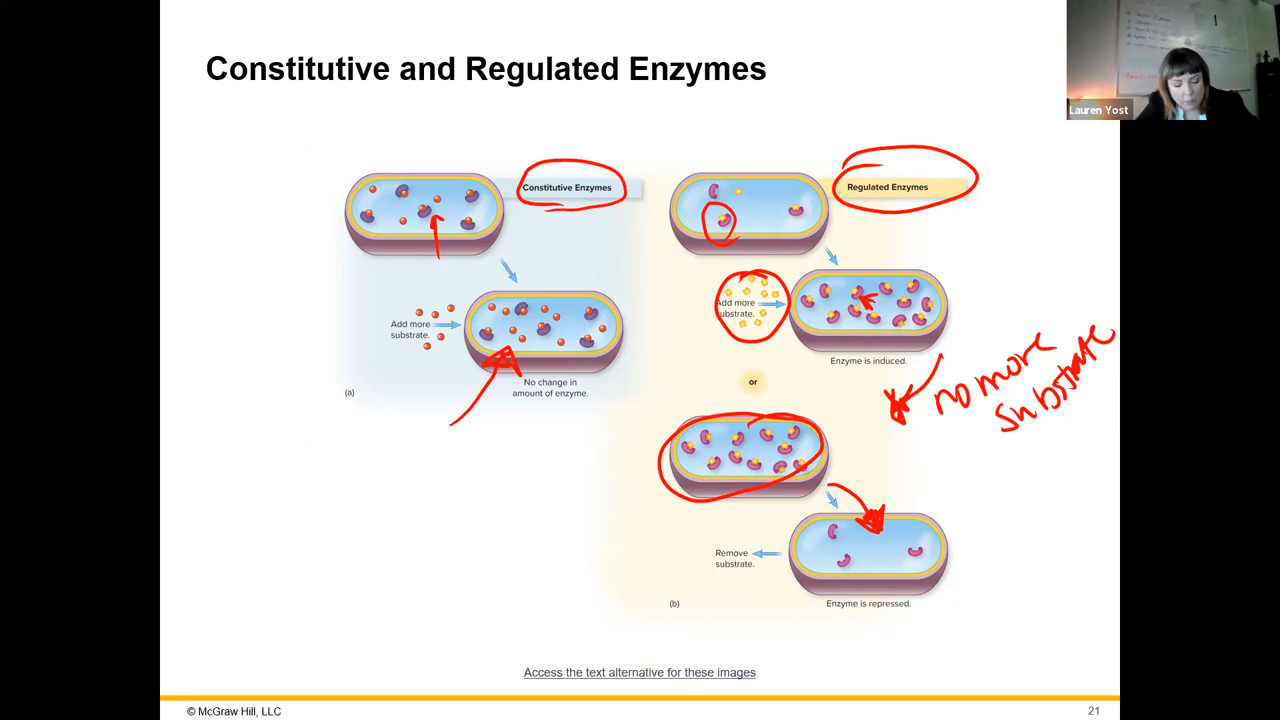 Constitutive and Regulated Enzymes
Lauren Yost
Constitutive Enzymes
Add more
substrate.
No change in
amount of enzyme.
(a)
Regulated Enzymes
Add more
substrate.
Enzyme is induced.
or
no more
substrate
Remove
substrate.
(b)
Enzyme is repressed.
Access the text alternative for these images
© McGraw Hill, LLC
21